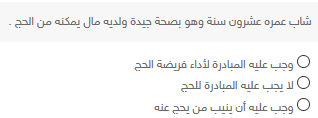 شاب عمره عشرون سنة وهو بصحة جيدة ولديه مال يمكنه من الحج .
وجب عليه المبادرة لأداء فريضة الحج
لا يجب عليه المبادرة للحج
وجب عليه أن ينيب من يحج عنه